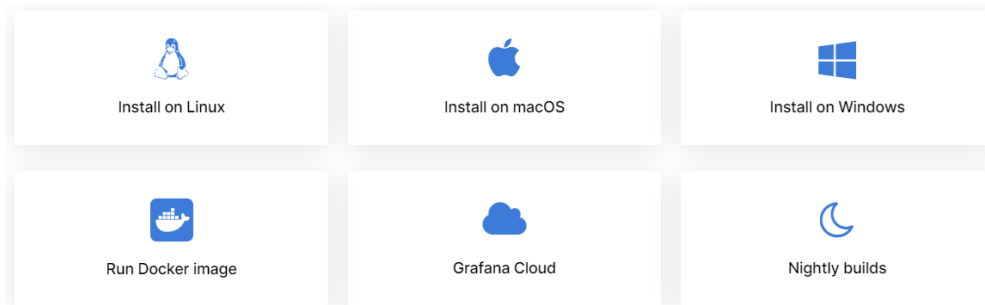 Install on Linux
Install on macOS
Install on Windows
Run Docker image
Grafana Cloud
Nightly builds